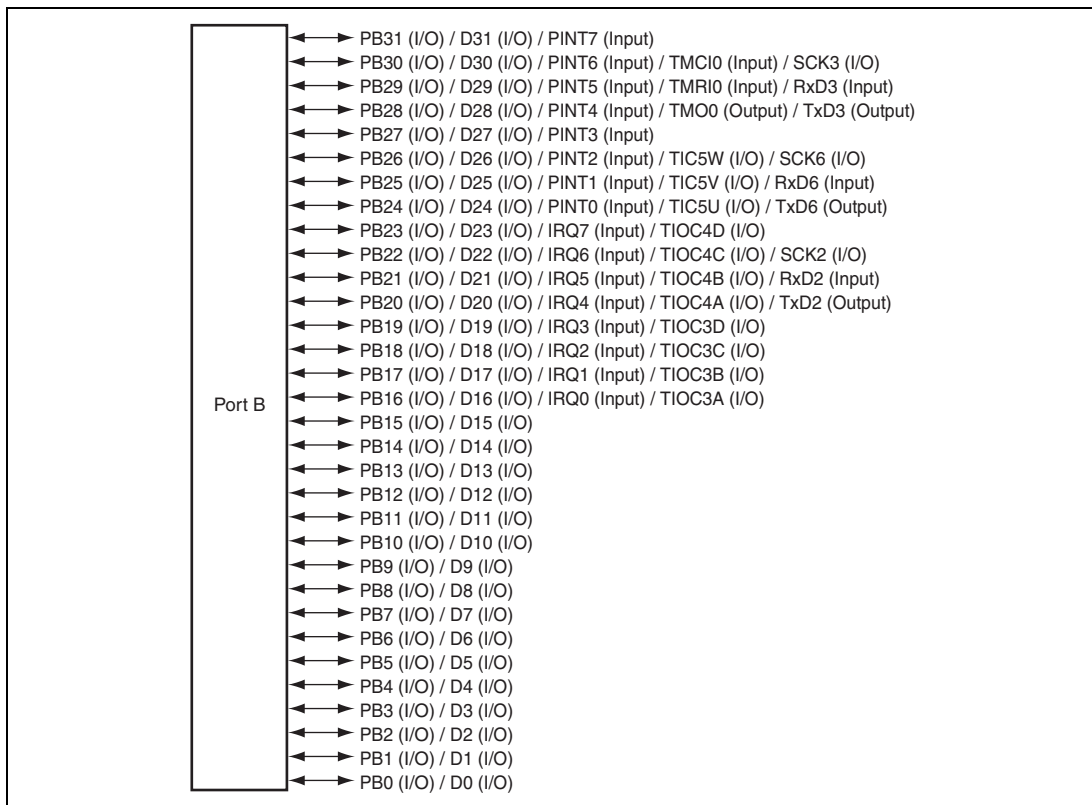 PB31 (I/O) / D31 (I/O) / PINT7 (Input)
PB30 (I/O) / D30 (I/O) / PINT6 (Input) / TMCI0 (Input) / SCK3 (I/O)
PB29 (I/O) / D29 (I/O) / PINT5 (Input) / TMRI0 (Input) / RxD3 (Input)
PB28 (I/O) / D28 (I/O) / PINT4 (Input) / TMO0 (Output) / TxD3 (Output)
PB27 (I/O) / D27 (I/O) / PINT3 (Input)
PB26 (I/O) / D26 (I/O) / PINT2 (Input) / TIC5W (I/O) / SCK6 (I/O)
PB25 (I/O) / D25 (I/O) / PINT1 (Input) / TIC5V (I/O) / RxD6 (Input)
PB24 (I/O) / D24 (I/O) / PINT0 (Input) / TIC5U (I/O) / TxD6 (Output)
PB23 (I/O) / D23 (I/O) / IRQ7 (Input) / TIOC4D (I/O)
PB22 (I/O) / D22 (I/O) / IRQ6 (Input) / TIOC4C (I/O) / SCK2 (I/O)
PB21 (I/O) / D21 (I/O) / IRQ5 (Input) / TIOC4B (I/O) / RxD2 (Input)
PB20 (I/O) / D20 (I/O) / IRQ4 (Input) / TIOC4A (I/O) / TxD2 (Output)
PB19 (I/O) / D19 (I/O) / IRQ3 (Input) / TIOC3D (I/O)
PB18 (I/O) / D18 (I/O) / IRQ2 (Input) / TIOC3C (I/O)
PB17 (I/O) / D17 (I/O) / IRQ1 (Input) / TIOC3B (I/O)
PB16 (I/O) / D16 (I/O) / IRQ0 (Input) / TIOC3A (I/O)
Port B
PB15 (I/O) / D15 (I/O)
PB14 (I/O) / D14 (I/O)
PB13 (I/O) / D13 (I/O)
PB12 (I/O) / D12 (I/O)
PB11 (I/O) / D11 (I/O)
PB10 (I/O) / D10 (I/O)
PB9 (I/O) / D9 (I/O)
PB8 (I/O) / D8 (I/O)
PB7 (I/O) / D7 (I/O)
PB6 (I/O) / D6 (I/O)
PB5 (I/O) / D5 (I/O)
PB4 (I/O) / D4 (I/O)
PB3 (I/O) / D3 (I/O)
PB2 (I/O) / D2 (I/O)
PB1 (I/O) / D1 (I/O)
PB0 (I/O) / D0 (I/O)